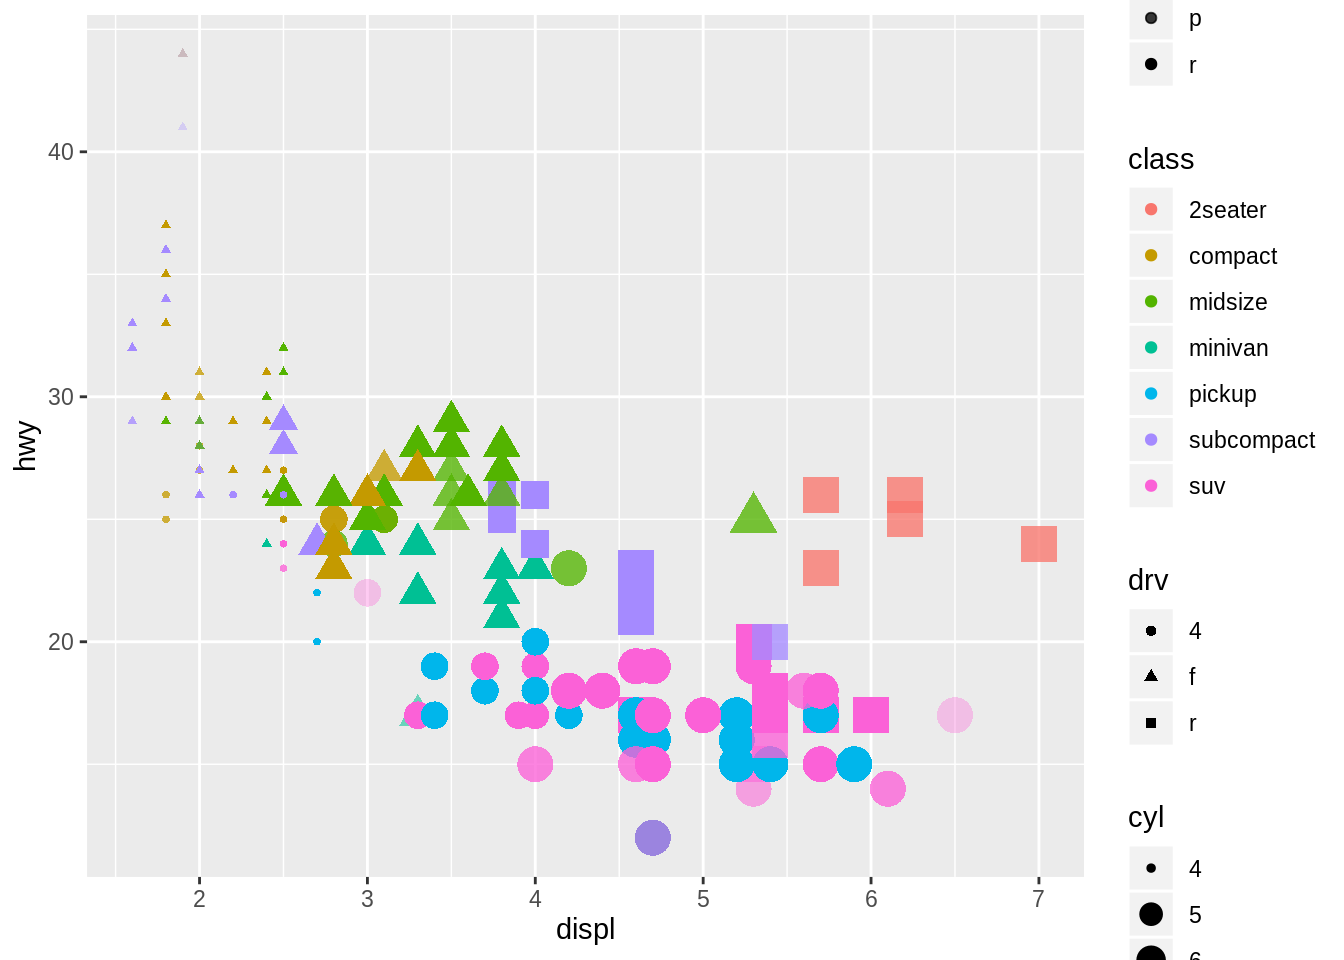 40
30
20
hwy
2
3
4
5
6
7
displ
p
r
class
2seater
compact
midsize
minivan
pickup
subcompact
suv
drv
4
f
r
cyl
4
5
6